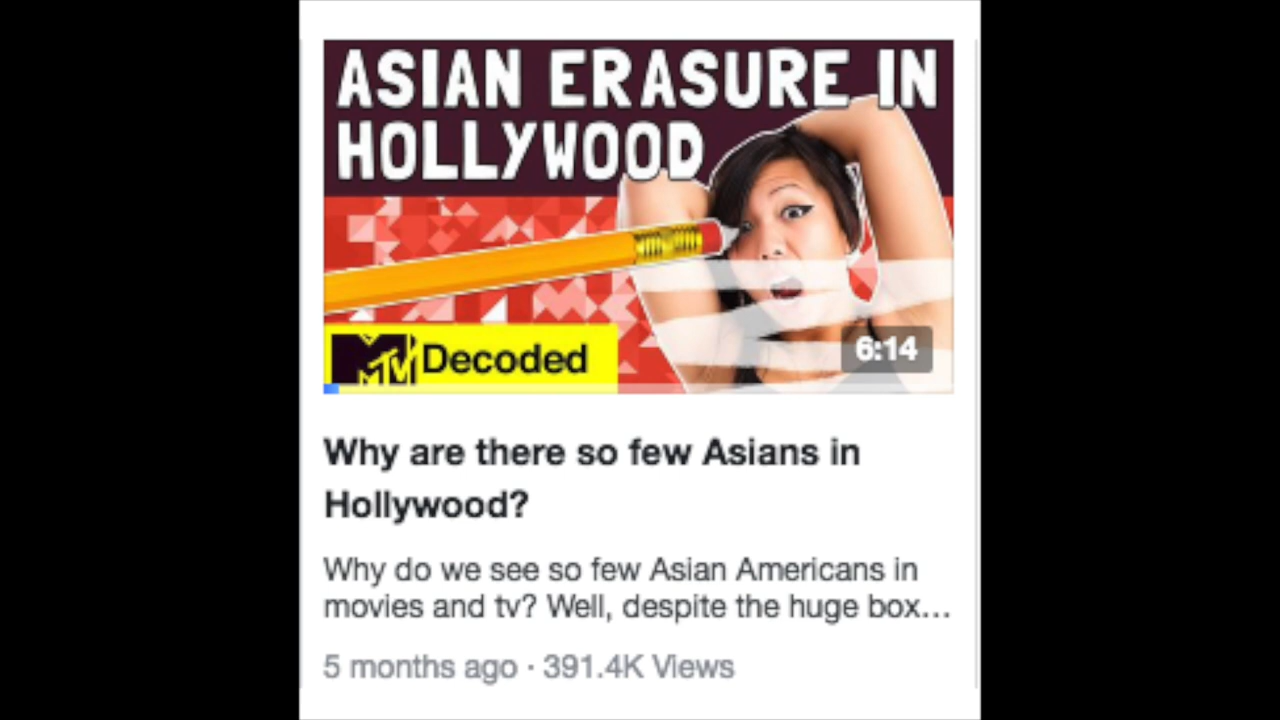 ASIAN ERASURE IN
HOLLYWOOD
MTV Decoded
6:14
Why are there so few Asians in
Hollywood?
Why do we see so few Asian Americans in
movies and tv? Well, despite the huge box...
5 months ago · 391.4K Views